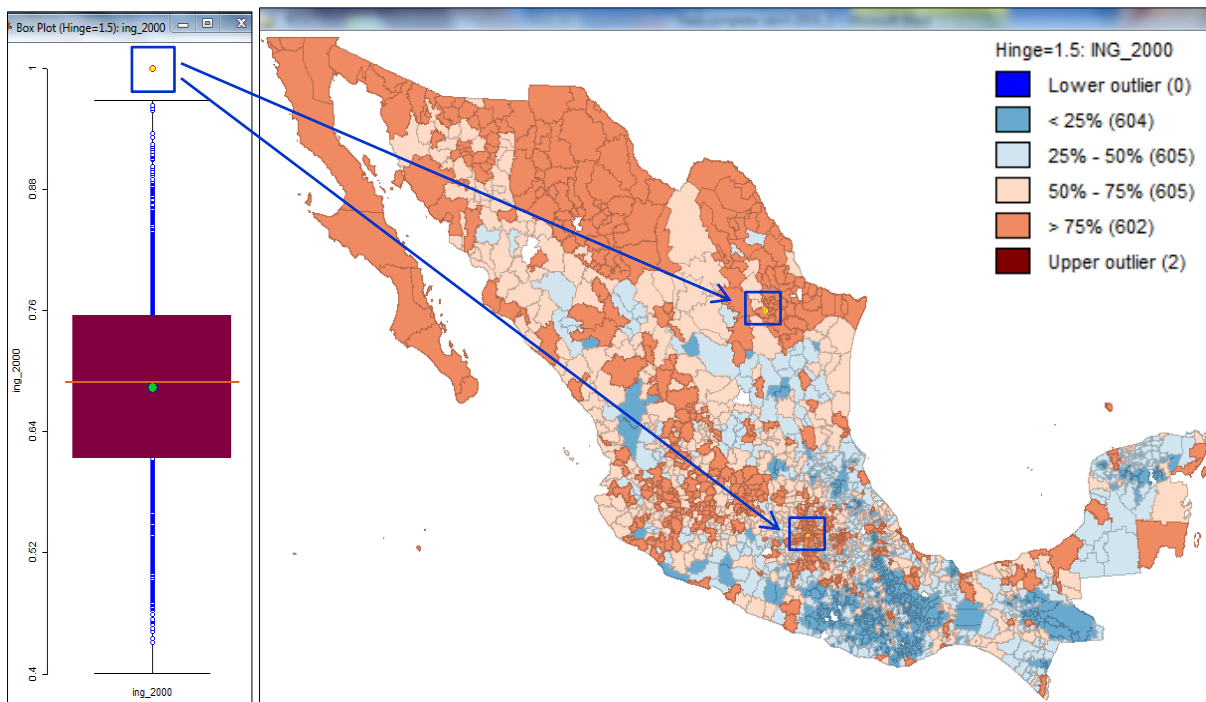 Box Plot (Hinge=1.5): ing_2000
X
1
0.88
0.76
0.64
0.52
0.4
ing_2000
ing_2000
Hinge=1.5: ING_2000
Lower outlier (0)
< 25% (604)
25% - 50% (605)
50% - 75% (605)
> 75% (602)
Upper outlier (2)